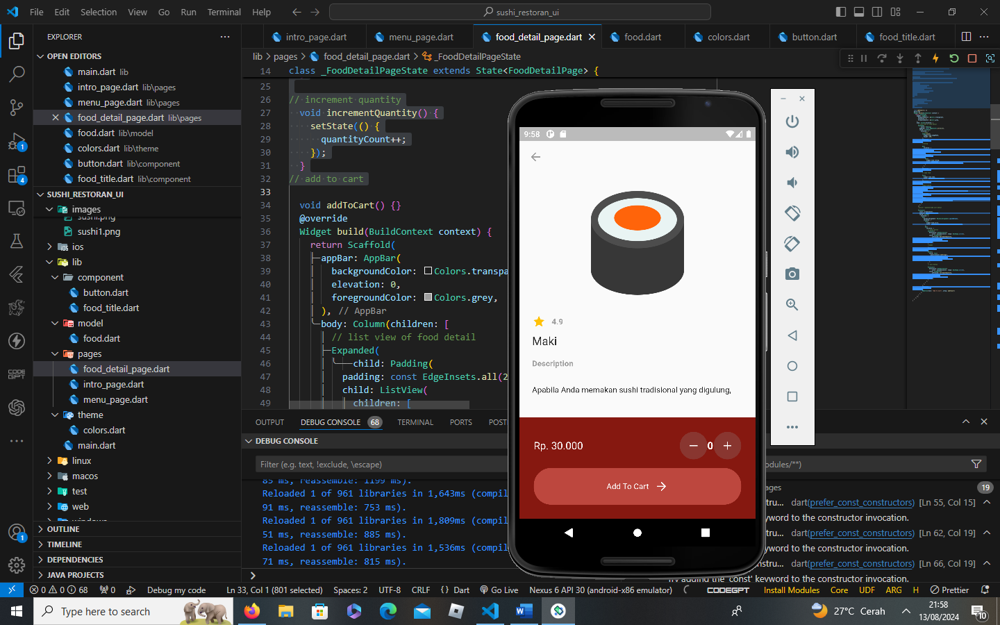 File Edit Selection View Go Run Terminal Help
sushi_restoran_ui
EXPLORER
intro_page.dart
menu_page.dart
food_detail_page.dart
food.dart
colors.dart
button.dart
food_title.dart
OPEN EDITORS
main.dart lib
intro_page.dart lib\pages
menu_page.dart lib\pages
food_detail_page.dart lib\pages
food.dart lib\model
colors.dart lib\theme
button.dart lib\component
food_title.dart lib\component
SUSHI_RESTORAN_UI
images
sushi.png
sushi1.png
ios
lib
component
button.dart
food_title.dart
model
food.dart
pages
food_detail_page.dart
intro_page.dart
menu_page.dart
theme
colors.dart
main.dart
linux
macos
test
web
windows
OUTLINE
TIMELINE
DEPENDENCIES
JAVA PROJECTS
1
4
1
CODE GPT
lib > pages > food_detail_page.dart > _FoodDetailPageState
14 class _FoodDetailPageState extends State<FoodDetailPage> {
25
26 // increment quantity
27 void incrementQuantity() {
28 setState(() {
29 quantityCount++;
30 });
31 }
32 // add to cart
33
34 void addToCart() {}
35 @override
36 Widget build(BuildContext context) {
37 return Scaffold(
38 appBar: AppBar(
39 backgroundColor: Colors.transpa
40 elevation: 0,
41 foregroundColor: Colors.grey,
42 ), // AppBar
43 body: Column(children: [
44 // list view of food detail
45 Expanded(
46 child: Padding(
47 padding: const EdgeInsets.all(2
48 child: ListView(
49 children: [
9:58
4.9
Maki
Description
Apabila Anda memakan sushi tradisional yang digulung,
Rp. 30.000
0
Add To Cart
OUTPUT DEBUG CONSOLE 68 TERMINAL PORTS POST
DEBUG CONSOLE
Filter (e.g. text, !exclude, \escape)
odules/**)
85 ms, reassemble: 1199 ms).
Reloaded 1 of 961 libraries in 1,643ms (compil
91 ms, reassemble: 753 ms).
Reloaded 1 of 961 libraries in 1,809ms (compil
51 ms, reassemble: 885 ms).
Reloaded 1 of 961 libraries in 1,536ms (compil
71 ms, reassemble: 815 ms).
ages 19
stru... dart(prefer_const_constructors) [Ln 55, Col 15]
keyword to the constructor invocation.
stru... dart(prefer_const_constructors) [Ln 62, Col 19]
keyword to the constructor invocation.
stru... dart(prefer_const_constructors) [Ln 66, Col 19]
Try adding the 'const' keyword to the constructor invocation.
0 0 68 0 Debug my code Ln 33, Col 1 (801 selected) Spaces: 2 UTF-8 CRLF {} Dart Go Live Nexus 6 API 30 (android-x86 emulator) CODEGPT Install Modules Core UDF ARG H Prettier
Type here to search
27°C Cerah
21:58
13/08/2024
10